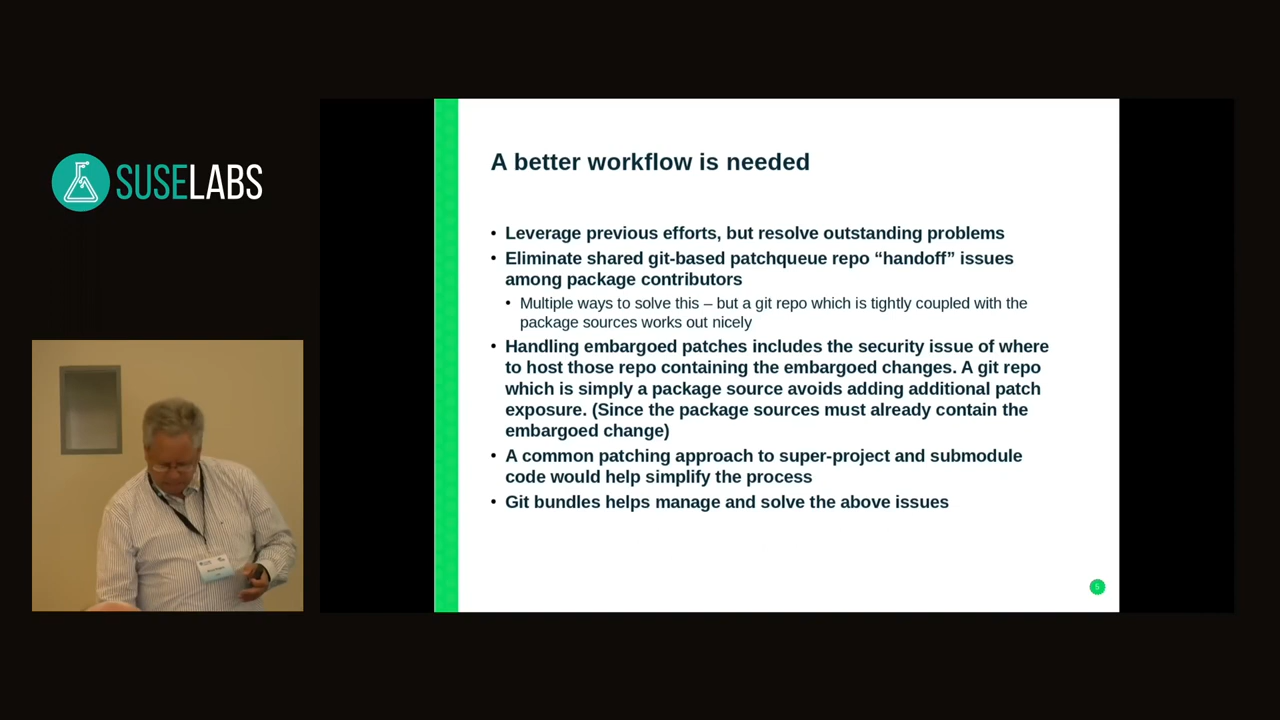 SUSELABS
A better workflow is needed
• Leverage previous efforts, but resolve outstanding problems
• Eliminate shared git-based patchqueue repo “handoff” issues
among package contributors
• Multiple ways to solve this – but a git repo which is tightly coupled with the
package sources works out nicely
• Handling embargoed patches includes the security issue of where
to host those repo containing the embargoed changes. A git repo
which is simply a package source avoids adding additional patch
exposure. (Since the package sources must already contain the
embargoed change)
• A common patching approach to super-project and submodule
code would help simplify the process
• Git bundles helps manage and solve the above issues
5